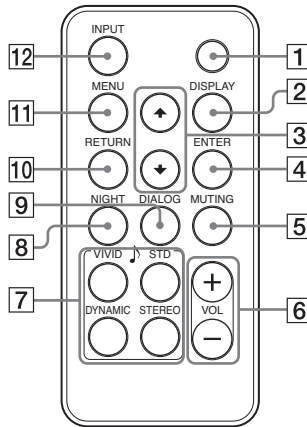 INPUT
12
1
MENU
DISPLAY
2
11
3
RETURN
ENTER
10
4
9
NIGHT
DIALOG
MUTING
5
8
VIVID ♪ STD
7
+
6
DYNAMIC
STEREO
VOL
−